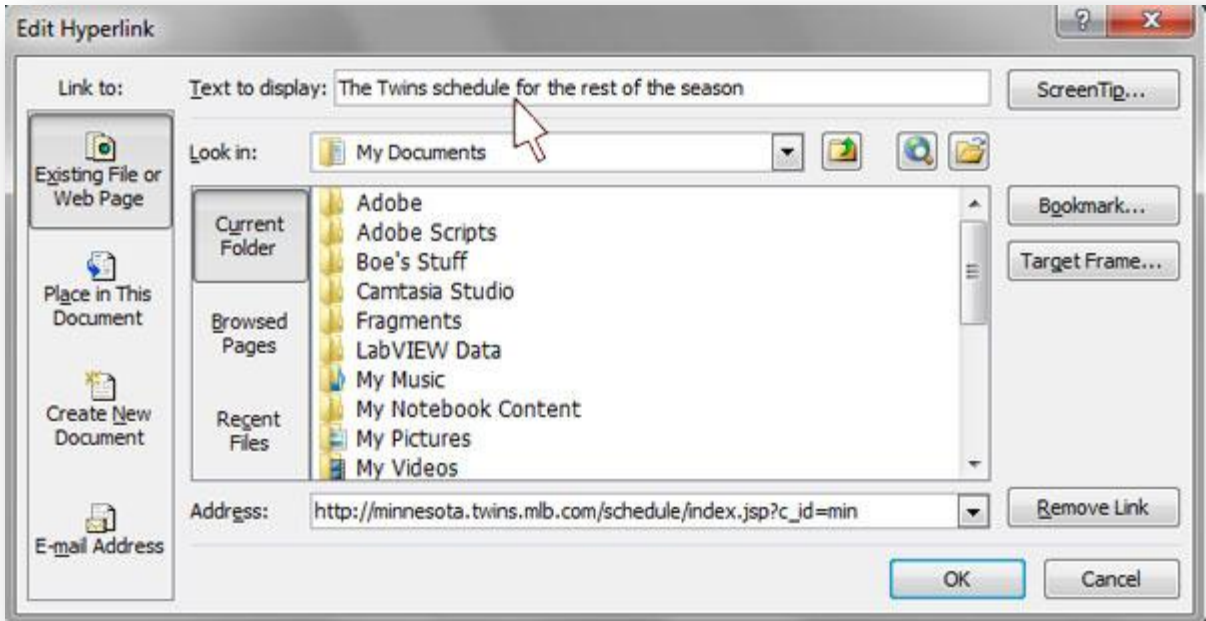 Edit Hyperlink
?
X
Link to:
Text to display: The Twins schedule for the rest of the season
ScreenTip...
Existing File or
Web Page
Look in:
My Documents
Current
Folder
Adobe
Adobe Scripts
Boe's Stuff
Camtasia Studio
Fragments
LabVIEW Data
My Music
My Notebook Content
My Pictures
My Videos
Bookmark...
Target Frame...
Place in This
Document
Browsed
Pages
Create New
Document
Recent
Files
E-mail Address
Address:
http://minnesota.twins.mlb.com/schedule/index.jsp?c_id=min
Remove Link
OK
Cancel